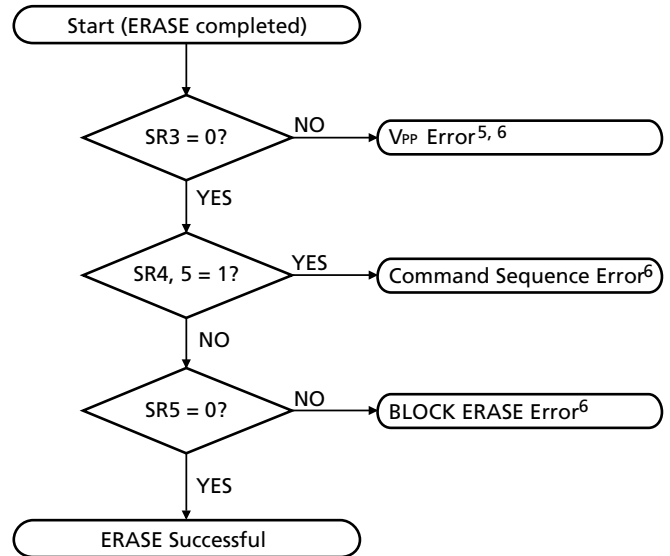 Start (ERASE completed)
SR3 = 0?
NO
VPP Error5, 6
YES
SR4, 5 = 1?
YES
Command Sequence Error6
NO
SR5 = 0?
NO
BLOCK ERASE Error6
YES
ERASE Successful